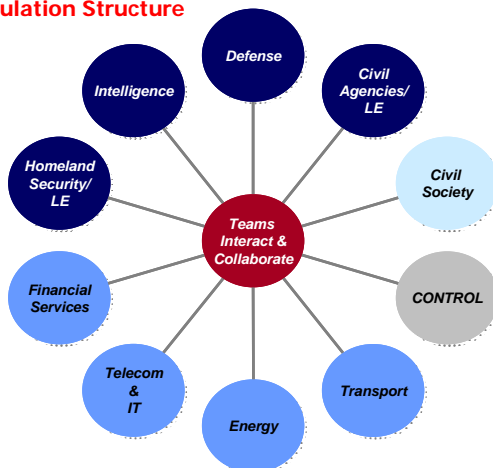 ulation Structure
Defense
Civil
Agencies/
LE
Intelligence
Homeland
Security/
LE
Civil
Society
Teams
Interact &
Collaborate
Financial
Services
CONTROL
Telecom
&
IT
Transport
Energy